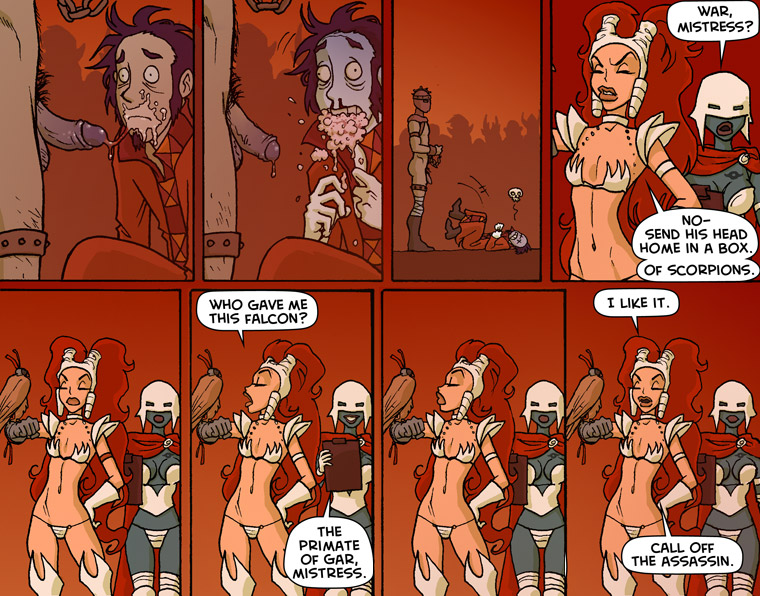 WAR,
MISTRESS?
NO-
SEND HIS HEAD
HOME IN A BOX.
OF SCORPIONS.
WHO GAVE ME
THIS FALCON?
THE
PRIMATE
OF GAR,
MISTRESS.
I LIKE IT.
CALL OFF
THE ASSASSIN.